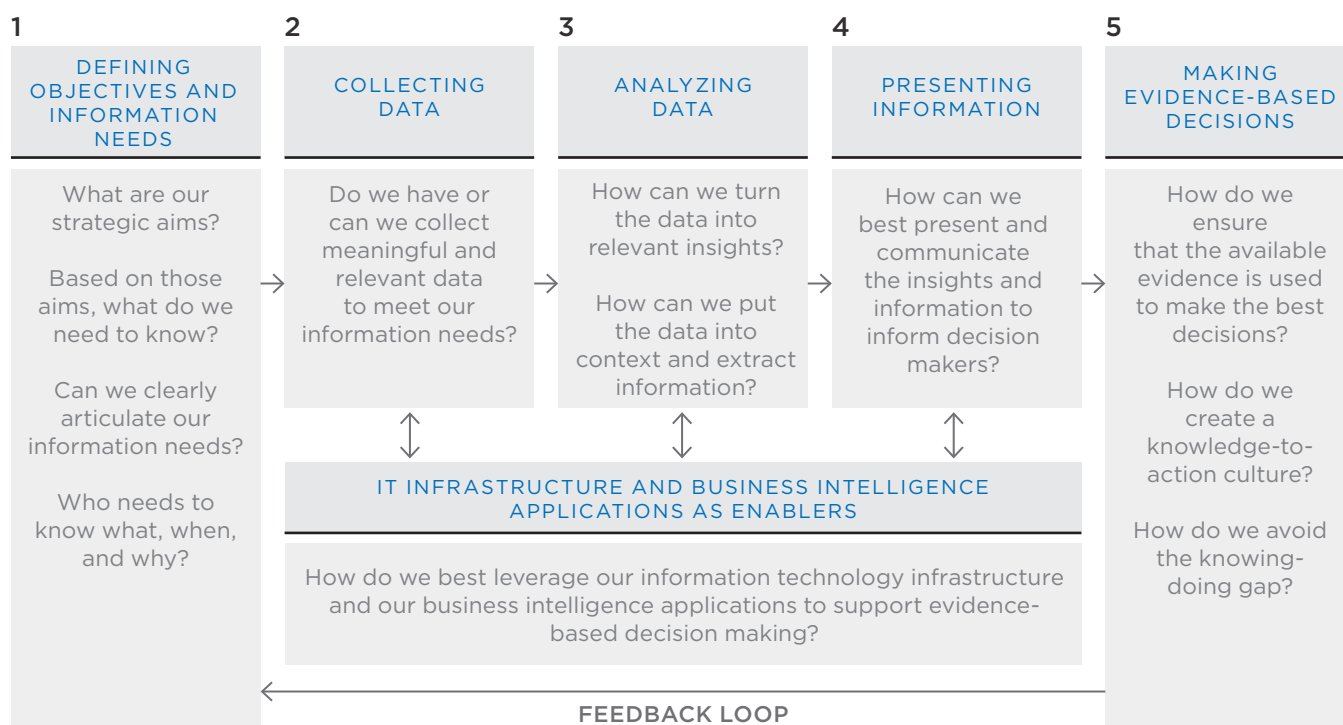 1
DEFINING
OBJECTIVES AND
INFORMATION
NEEDS
What are our
strategic aims?
Based on those
aims, what do we
need to know?
Can we clearly
articulate our
information needs?
Who needs to
know what, when,
and why?
2
COLLECTING
DATA
Do we have or
can we collect
meaningful and
relevant data
to meet our
information needs?
3
ANALYZING
DATA
How can we turn
the data into
relevant insights?
How can we put
the data into
context and extract
information?
4
PRESENTING
INFORMATION
How can we
best present and
communicate
the insights and
information to
inform decision
makers?
5
MAKING
EVIDENCE-BASED
DECISIONS
How do we
ensure
that the available
evidence is used
to make the best
decisions?
How do we
create a
knowledge-to-
action culture?
How do we avoid
the knowing-
doing gap?
IT INFRASTRUCTURE AND BUSINESS INTELLIGENCE
APPLICATIONS AS ENABLERS
How do we best leverage our information technology infrastructure
and our business intelligence applications to support evidence-
based decision making?
FEEDBACK LOOP